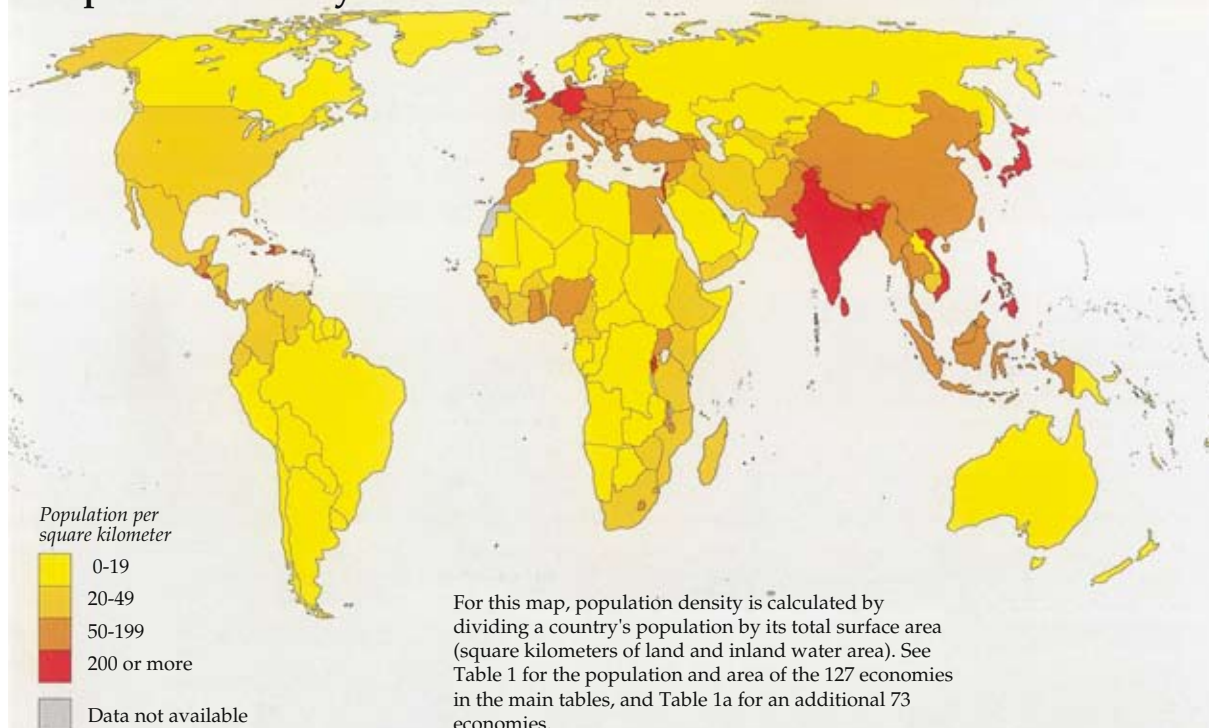 Population per
square kilometer
0-19
20-49
50-199
200 or more
Data not available
For this map, population density is calculated by
dividing a country's population by its total surface area
(square kilometers of land and inland water area). See
Table 1 for the population and area of the 127 economies
in the main tables, and Table 1a for an additional 73
economies.